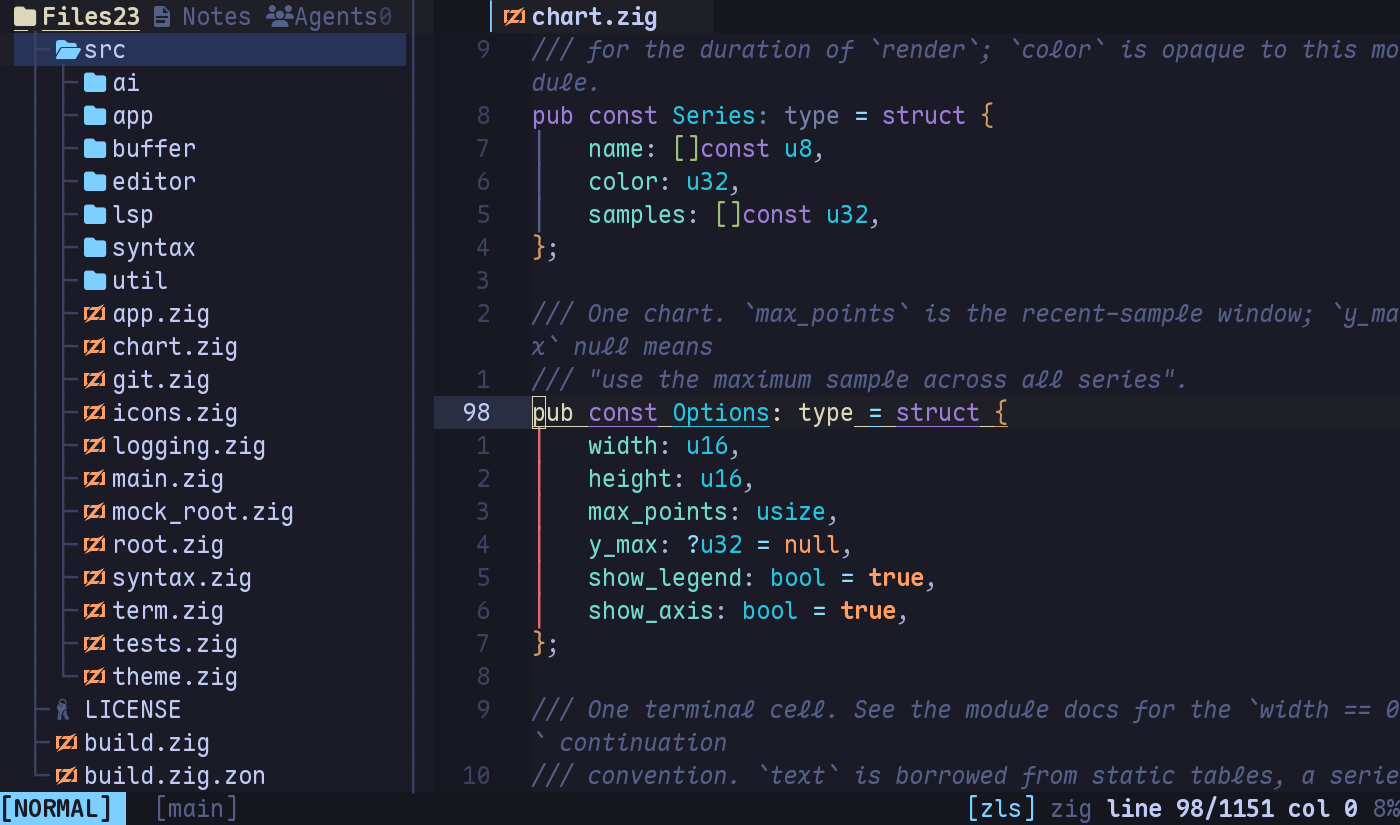 Files23 Notes Agents0
src
ai
app
buffer
editor
lsp
syntax
util
app.zig
chart.zig
git.zig
icons.zig
logging.zig
main.zig
mock_root.zig
root.zig
syntax.zig
term.zig
tests.zig
theme.zig
LICENSE
build.zig
build.zig.zon
chart.zig
9 /// for the duration of `render`; `color` is opaque to this mo
dule.
8 pub const Series: type = struct {
7     name: []const u8,
6     color: u32,
5     samples: []const u32,
4 };
3
2 /// One chart. `max_points` is the recent-sample window; `y_ma
x` null means
1 /// "use the maximum sample across all series".
98 pub const Options: type = struct {
1     width: u16,
2     height: u16,
3     max_points: usize,
4     y_max: ?u32 = null,
5     show_legend: bool = true,
6     show_axis: bool = true,
7 };
8
9 /// One terminal cell. See the module docs for the `width == 0
` continuation
10 /// convention. `text` is borrowed from static tables, a serie
[NORMAL] [main] [zls] zig line 98/1151 col 0 8%